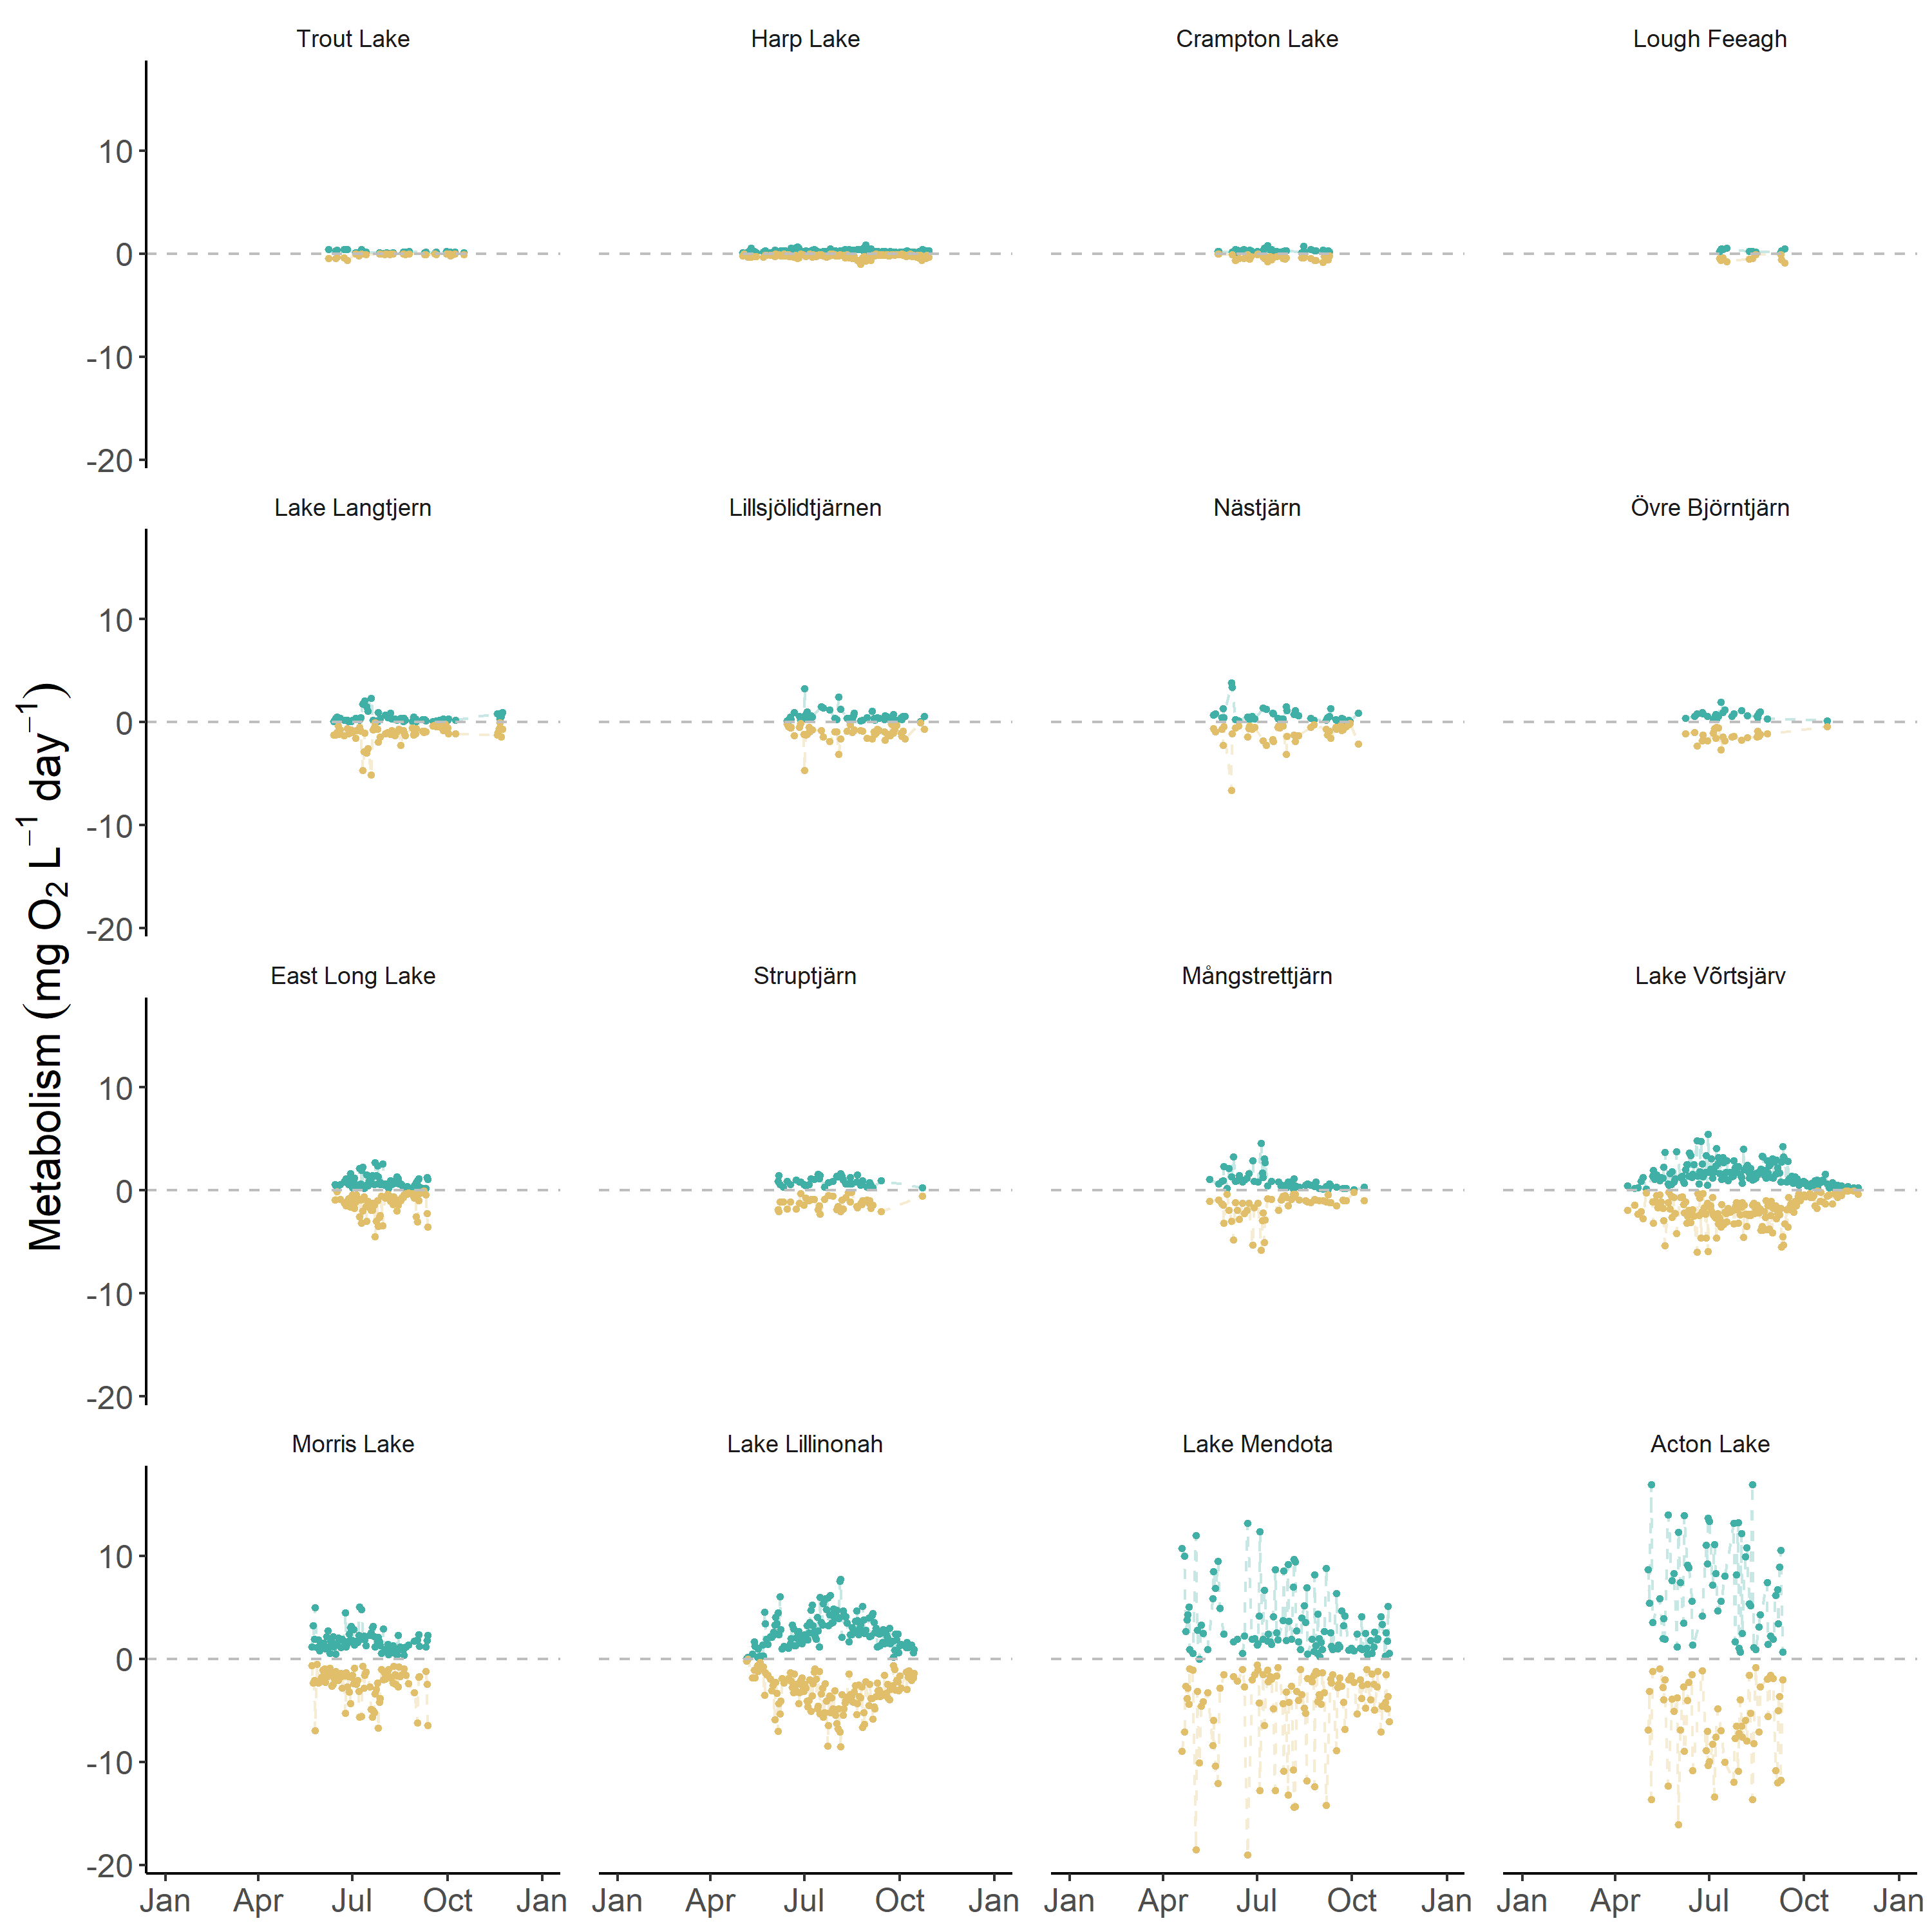 Trout Lake Harp Lake Crampton Lake Lough Feeagh
10
0
-10
-20
Lake Langtjern Lillsjölidtjärnen Nästjärn Övre Björntjärn
10
0
-10
-20
Metabolism (mg O₂ L⁻¹ day⁻¹)
East Long Lake Struptjärn Mångstrettjärn Lake Võrtsjärv
10
0
-10
-20
Morris Lake Lake Lillinonah Lake Mendota Acton Lake
10
0
-10
-20
Jan Apr Jul Oct Jan Jan Apr Jul Oct Jan Jan Apr Jul Oct Jan Jan Apr Jul Oct Jan